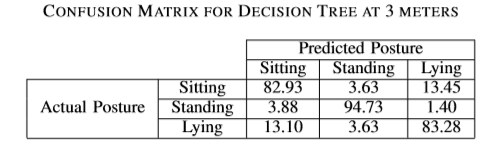 CONFUSION MATRIX FOR DECISION TREE AT 3 METERS
Predicted Posture
Sitting Standing Lying
Actual Posture Sitting 82.93 3.63 13.45
Standing 3.88 94.73 1.40
Lying 13.10 3.63 83.28